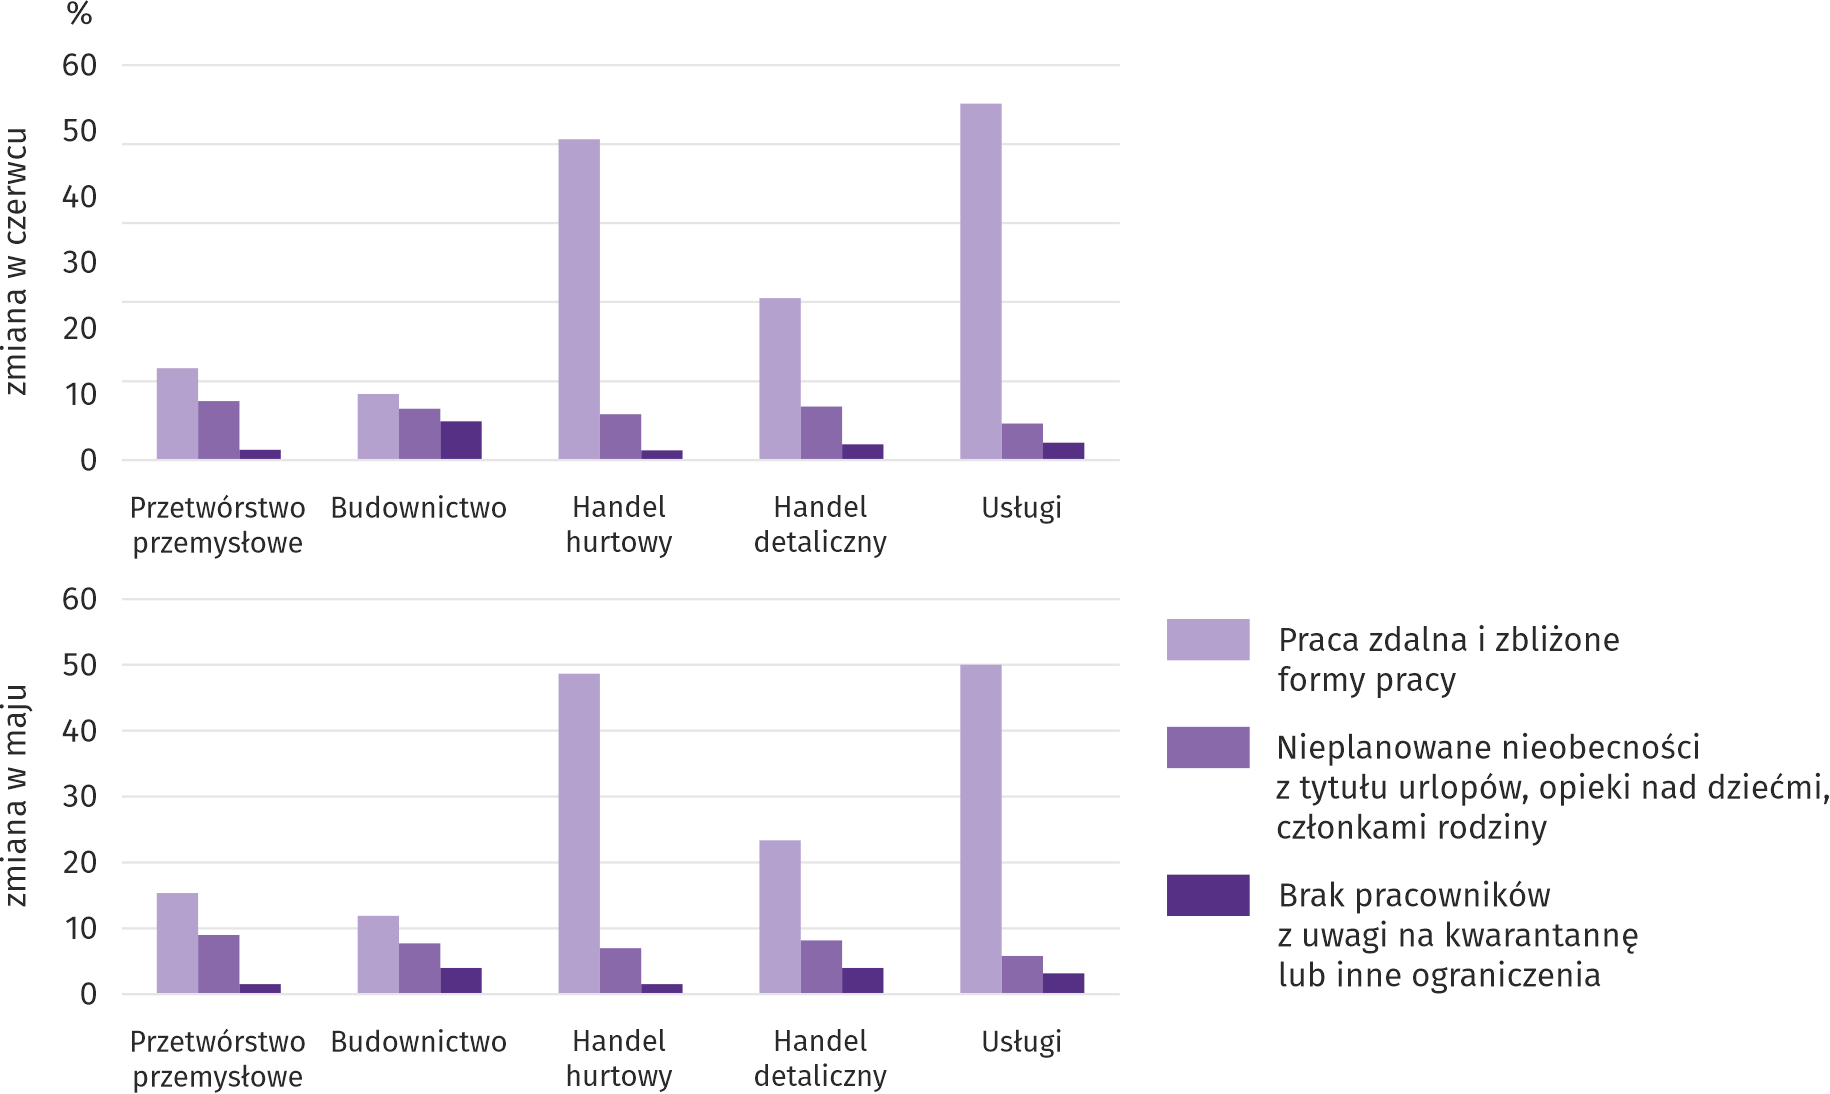 %
60
50
40
30
20
10
0
zmiana w czerwcu
Przetwórstwo
przemysłowe
Budownictwo
Handel
hurtowy
Handel
detaliczny
Usługi
60
50
40
30
20
10
0
zmiana w maju
Przetwórstwo
przemysłowe
Budownictwo
Handel
hurtowy
Handel
detaliczny
Usługi
Praca zdalna i zbliżone
formy pracy
Nieplanowane nieobecności
z tytułu urlopów, opieki nad dziećmi,
członkami rodziny
Brak pracowników
z uwagi na kwarantannę
lub inne ograniczenia